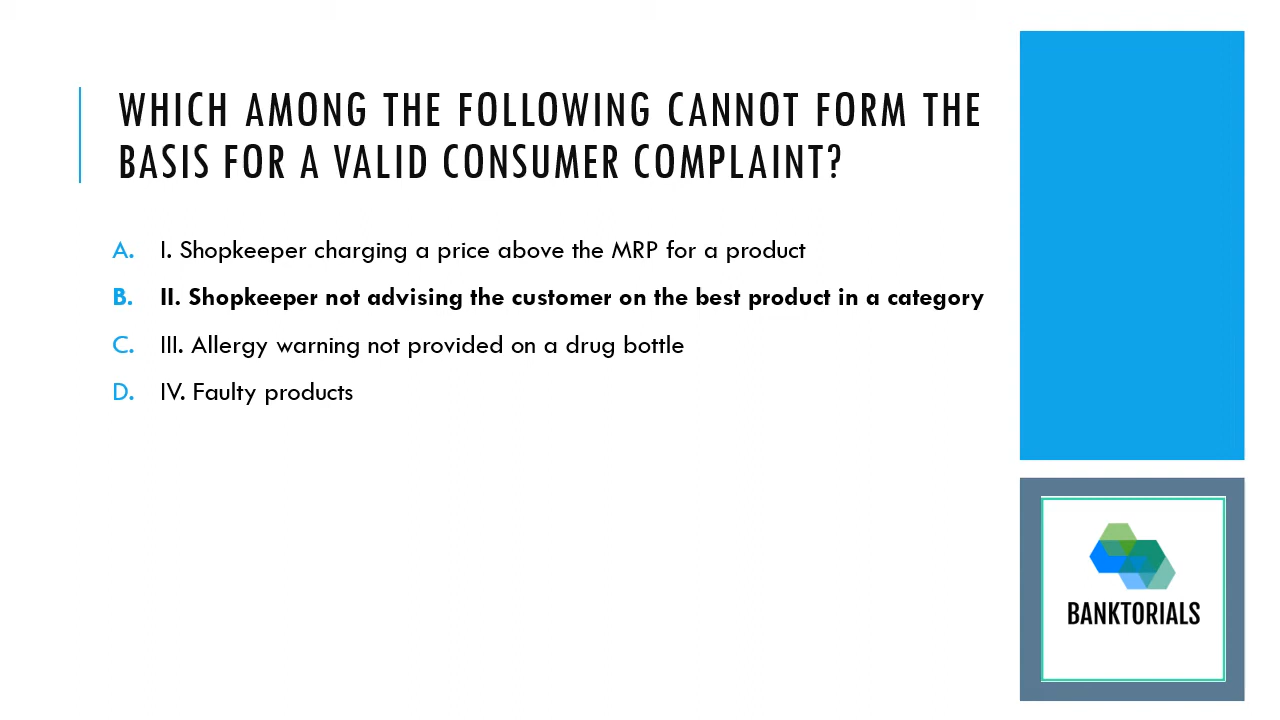 WHICH AMONG THE FOLLOWING CANNOT FORM THE
BASIS FOR A VALID CONSUMER COMPLAINT?
A. I. Shopkeeper charging a price above the MRP for a product
B. II. Shopkeeper not advising the customer on the best product in a category
C. III. Allergy warning not provided on a drug bottle
D. IV. Faulty products
BANKTORIALS